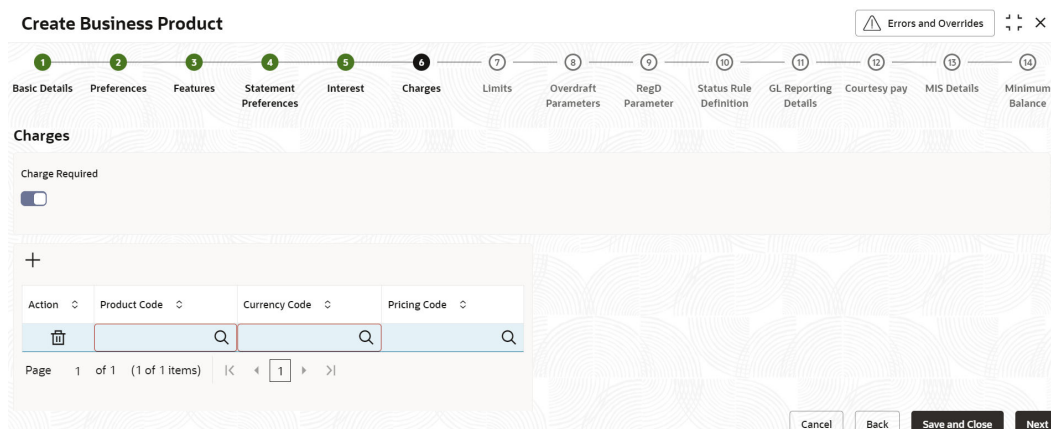 Create Business Product
Errors and Overrides
1 2 3 4 5 6 7 8 9 10 11 12 13 14
Basic Details Preferences Features Statement Preferences Interest Charges Limits Overdraft Parameters RegD Parameter Status Rule Definition GL Reporting Details Courtesy pay MIS Details Minimum Balance
Charges
Charge Required
Action Product Code Currency Code Pricing Code
Page 1 of 1 (1 of 1 items) 1
Cancel Back Save and Close Next